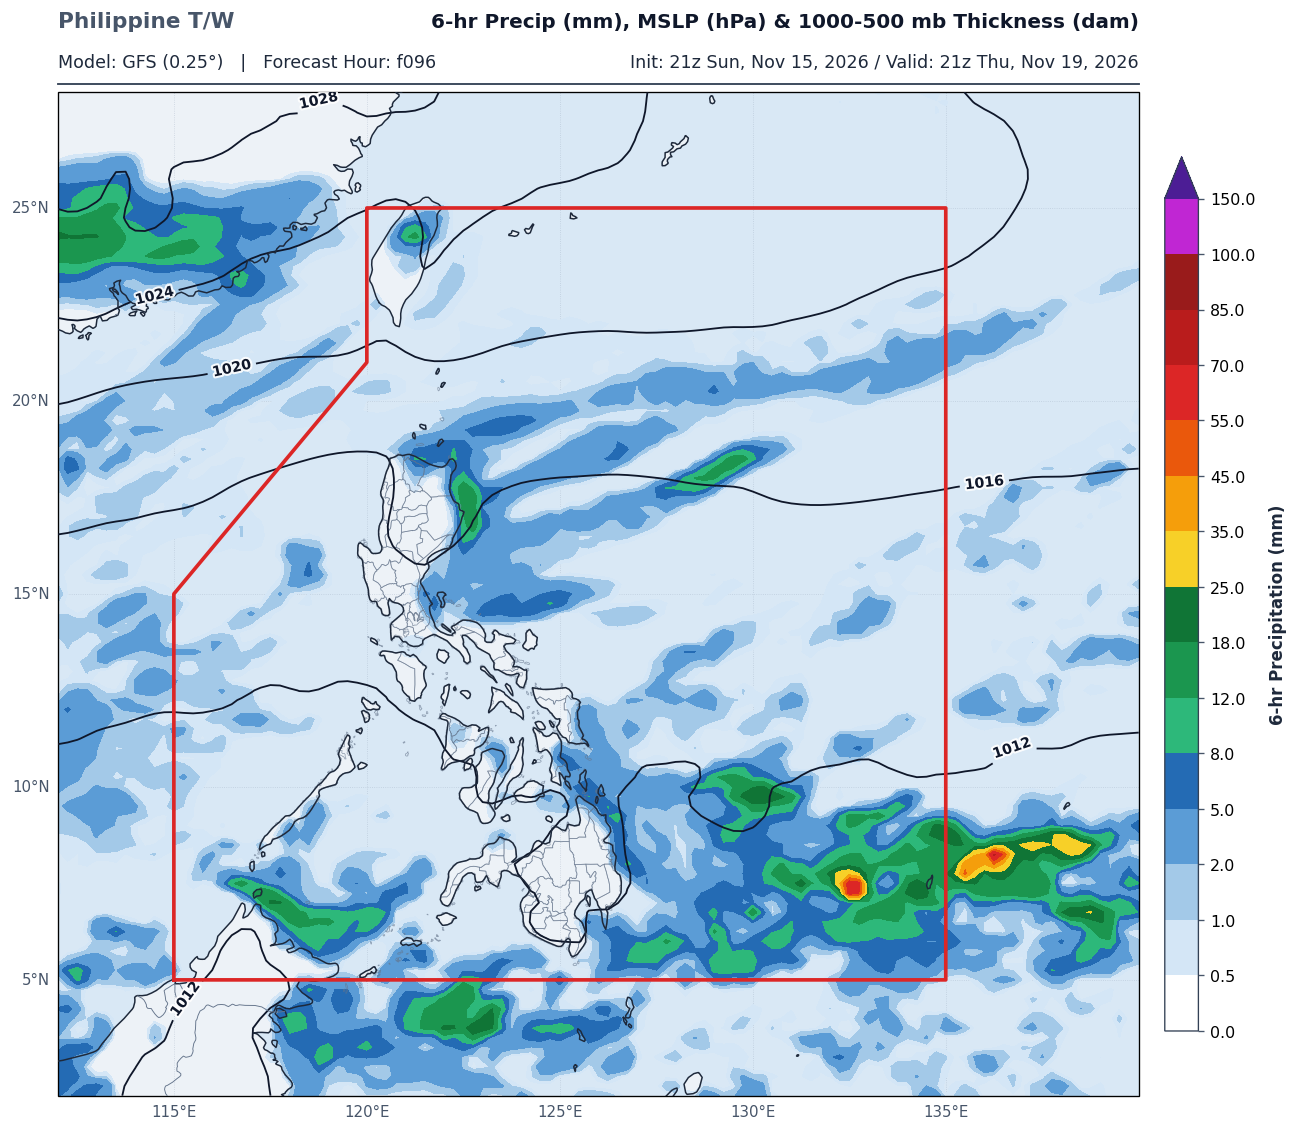 Philippine T/W
6-hr Precip (mm), MSLP (hPa) & 1000-500 mb Thickness (dam)
Model: GFS (0.25°) | Forecast Hour: f096
Init: 21z Sun, Nov 15, 2026 / Valid: 21z Thu, Nov 19, 2026
1028
1024
1020
1016
1012
1012
25°N
20°N
15°N
10°N
5°N
115°E
120°E
125°E
130°E
135°E
150.0
100.0
85.0
70.0
55.0
45.0
35.0
25.0
18.0
12.0
8.0
5.0
2.0
1.0
0.5
0.0
6-hr Precipitation (mm)